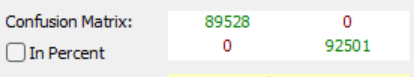 Confusion Matrix: 89528 0
In Percent 0 92501